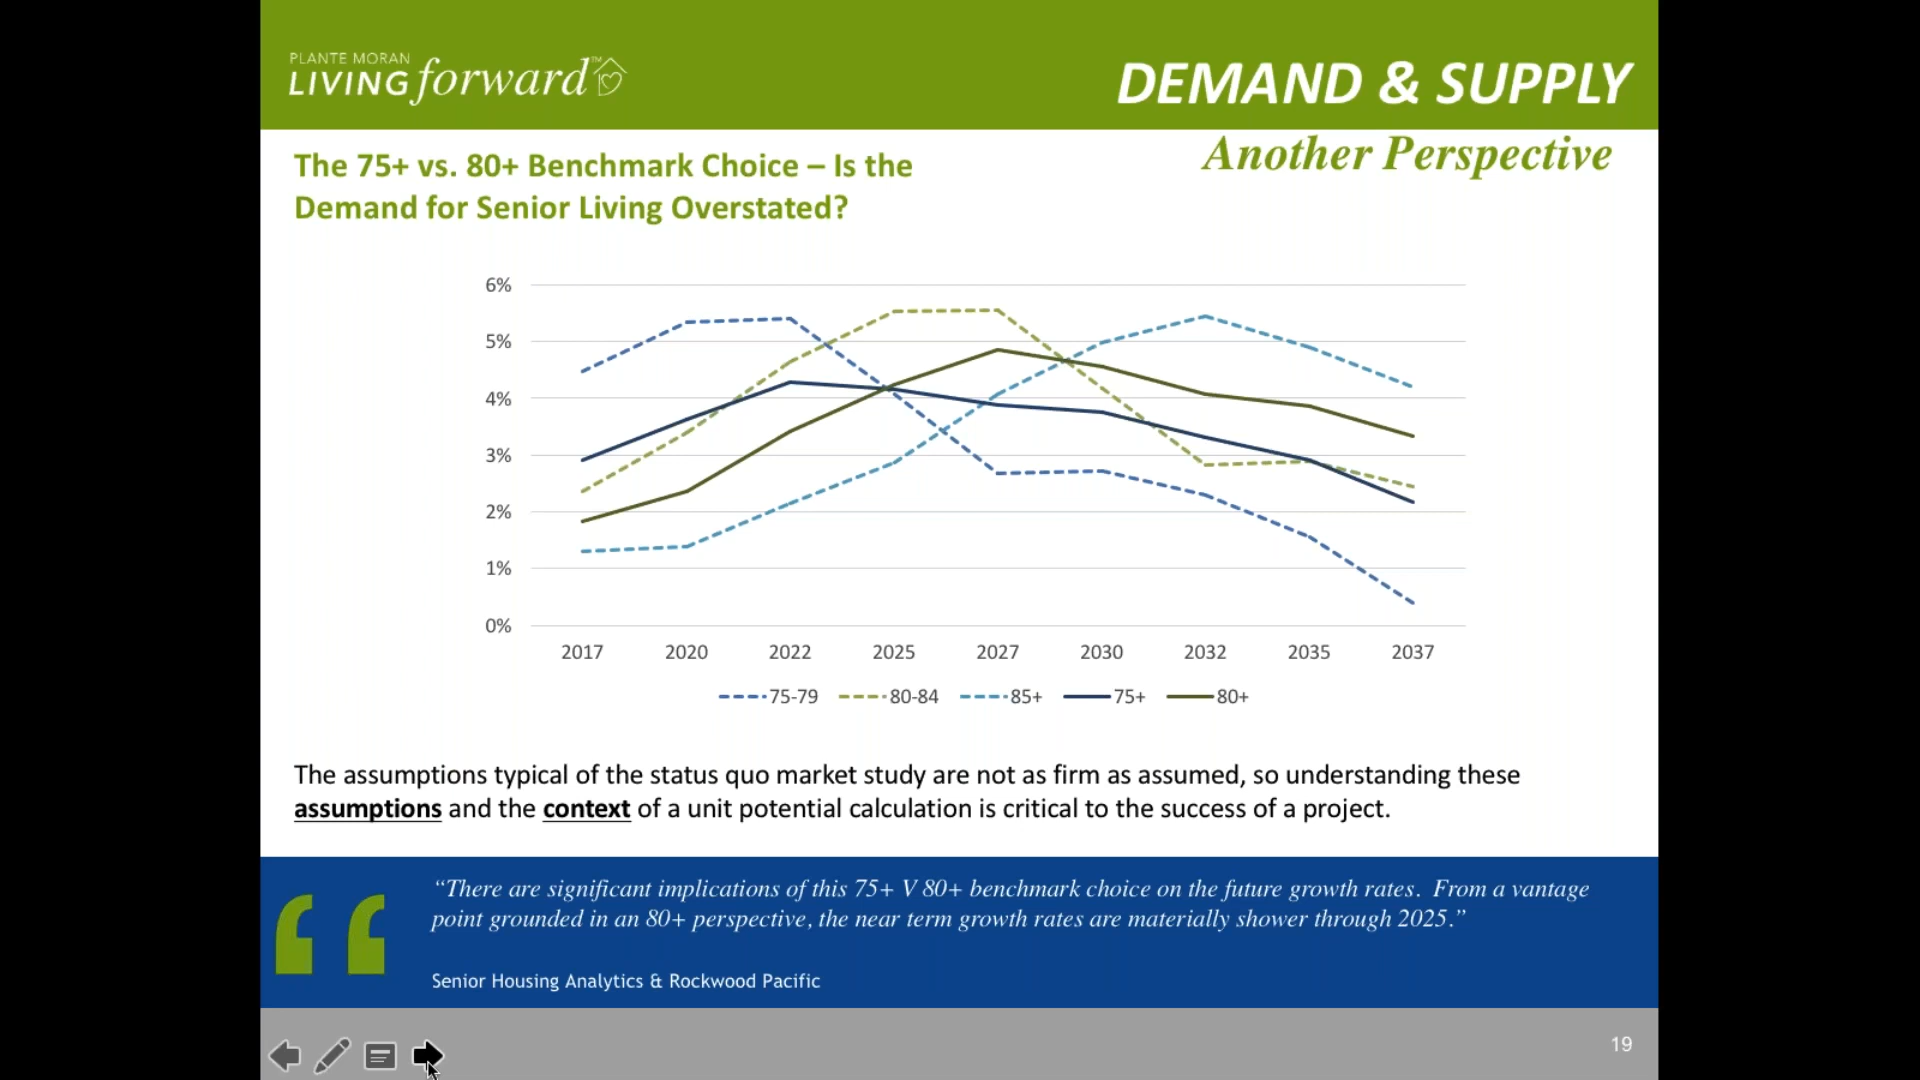 PLANTE MORAN
LIVING forward™
DEMAND & SUPPLY
Another Perspective
The 75+ vs. 80+ Benchmark Choice – Is the
Demand for Senior Living Overstated?
6%
5%
4%
3%
2%
1%
0%
2017 2020 2022 2025 2027 2030 2032 2035 2037
75-79 80-84 85+ 75+ 80+
The assumptions typical of the status quo market study are not as firm as assumed, so understanding these
assumptions and the context of a unit potential calculation is critical to the success of a project.
“There are significant implications of this 75+ V 80+ benchmark choice on the future growth rates. From a vantage
point grounded in an 80+ perspective, the near term growth rates are materially shower through 2025.”
Senior Housing Analytics & Rockwood Pacific
19